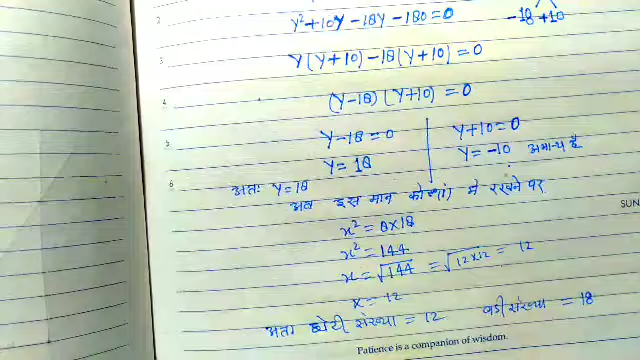 2
y²+10y-18y-180=0
-18 +10
3
y(y+10)-18(y+10)=0
4
(y-18)(y+10)=0
5
y-18=0 y+10=0
y=18 y=-10 अमान्य है
6
अतः y=18
अब इस मान को में रखने पर
x²=8×18
x²=144
x=√144 = √12×12 = 12
x=12
अतः छोटी संख्या = 12 बडी संख्या = 18
SUN
Patience is a companion of wisdom.